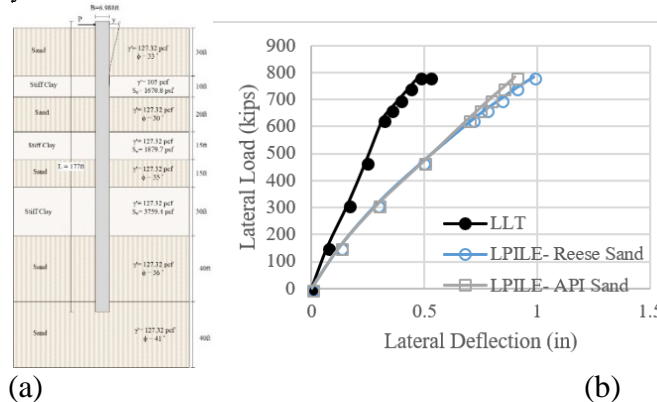 B=6.988ft
P
y
Sand
γ'= 127.32 pcf
ϕ = 33°
30ft
Stiff Clay
γ'= 105 pcf
Su= 1670.8 psf
10ft
Sand
γ'= 127.32 pcf
ϕ = 30°
20ft
Stiff Clay
γ'= 127.32 pcf
Su= 1879.7 psf
15ft
L = 177ft
Sand
γ'= 127.32 pcf
ϕ = 35°
15ft
Stiff Clay
γ'= 127.32 pcf
Su= 3759.4 psf
30ft
Sand
γ'= 127.32 pcf
ϕ = 36°
40ft
Sand
γ'= 127.32 pcf
ϕ = 41°
40ft
(a)
Lateral Load (kips)
900
800
700
600
500
400
300
200
100
0
LLT
LPILE- Reese Sand
LPILE- API Sand
0
0.5
1
1.5
Lateral Deflection (in)
(b)